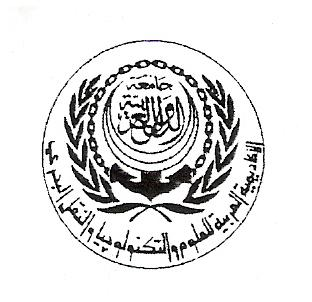 جامعة
الدول العربية
الأكاديمية العربية للعلوم والتكنولوجيا والنقل البحري